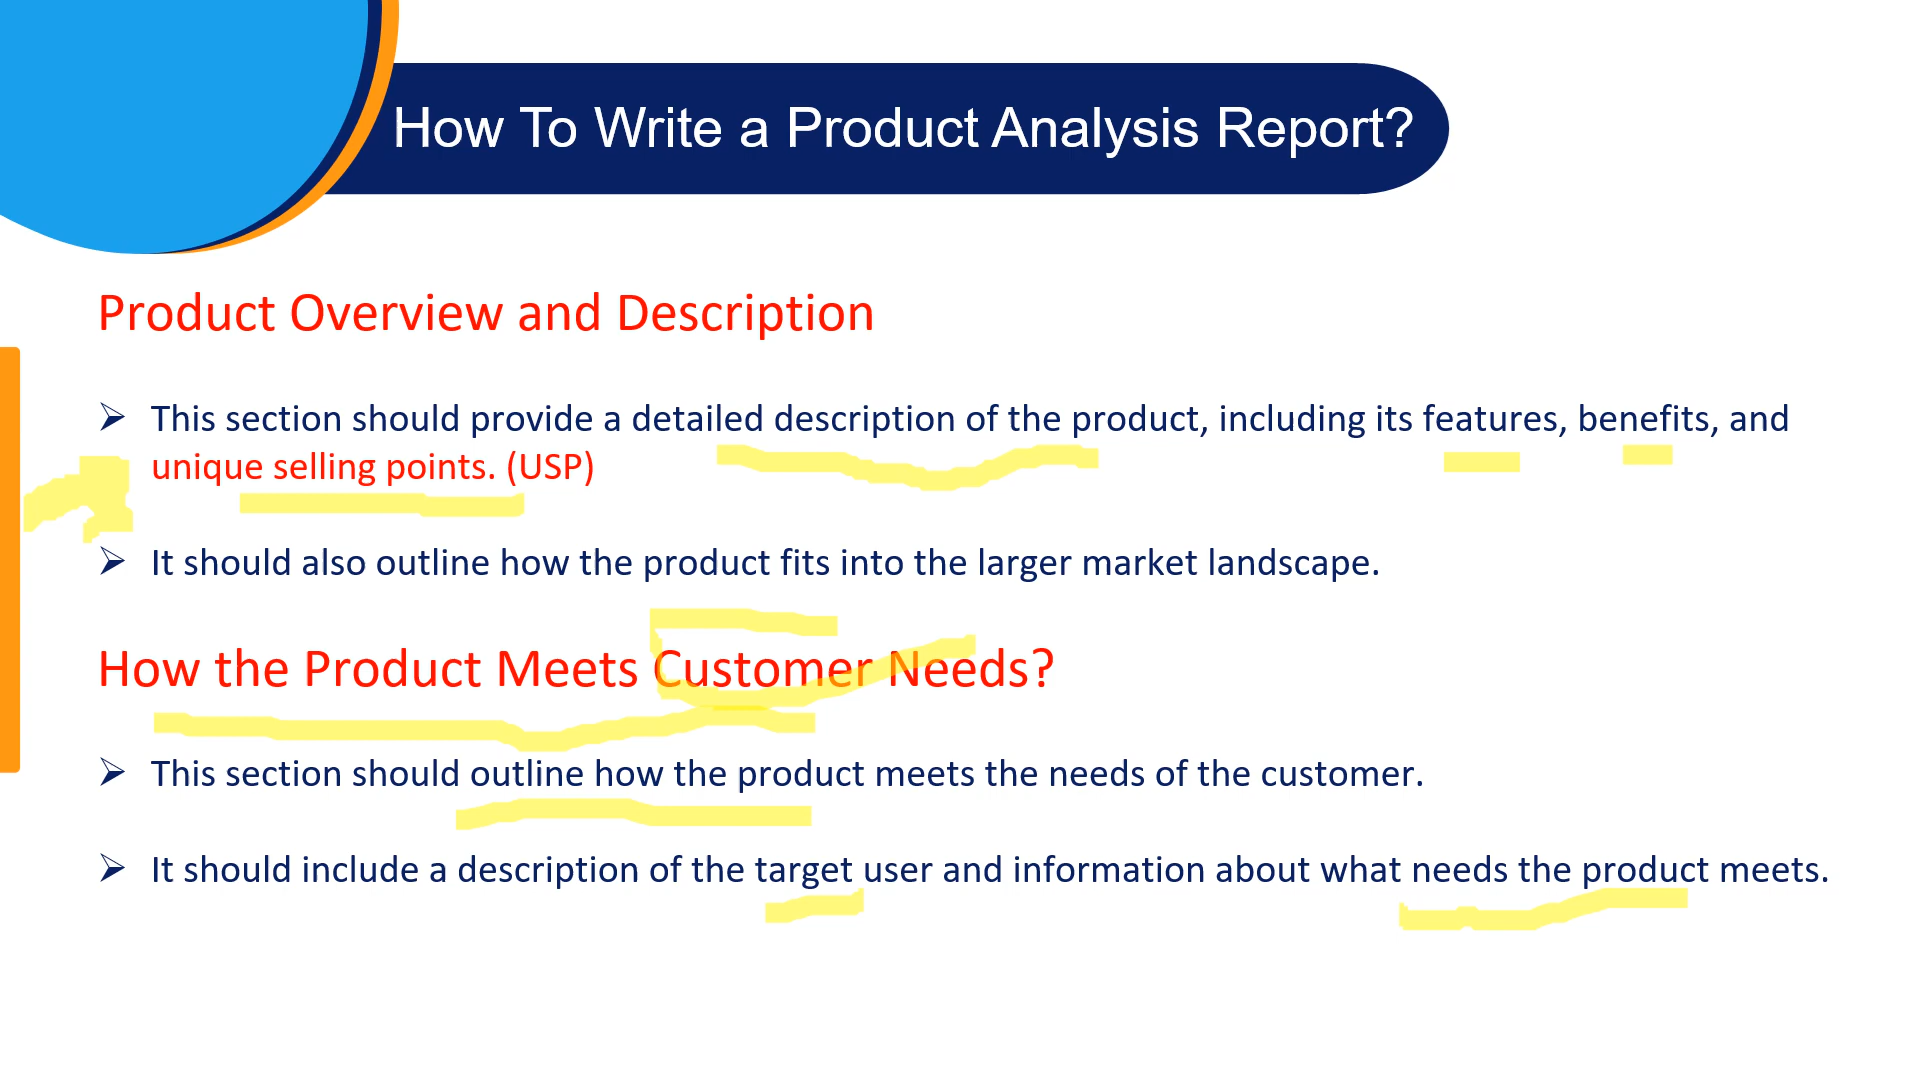 How To Write a Product Analysis Report?
Product Overview and Description
This section should provide a detailed description of the product, including its features, benefits, and
unique selling points. (USP)
It should also outline how the product fits into the larger market landscape.
How the Product Meets Customer Needs?
This section should outline how the product meets the needs of the customer.
It should include a description of the target user and information about what needs the product meets.